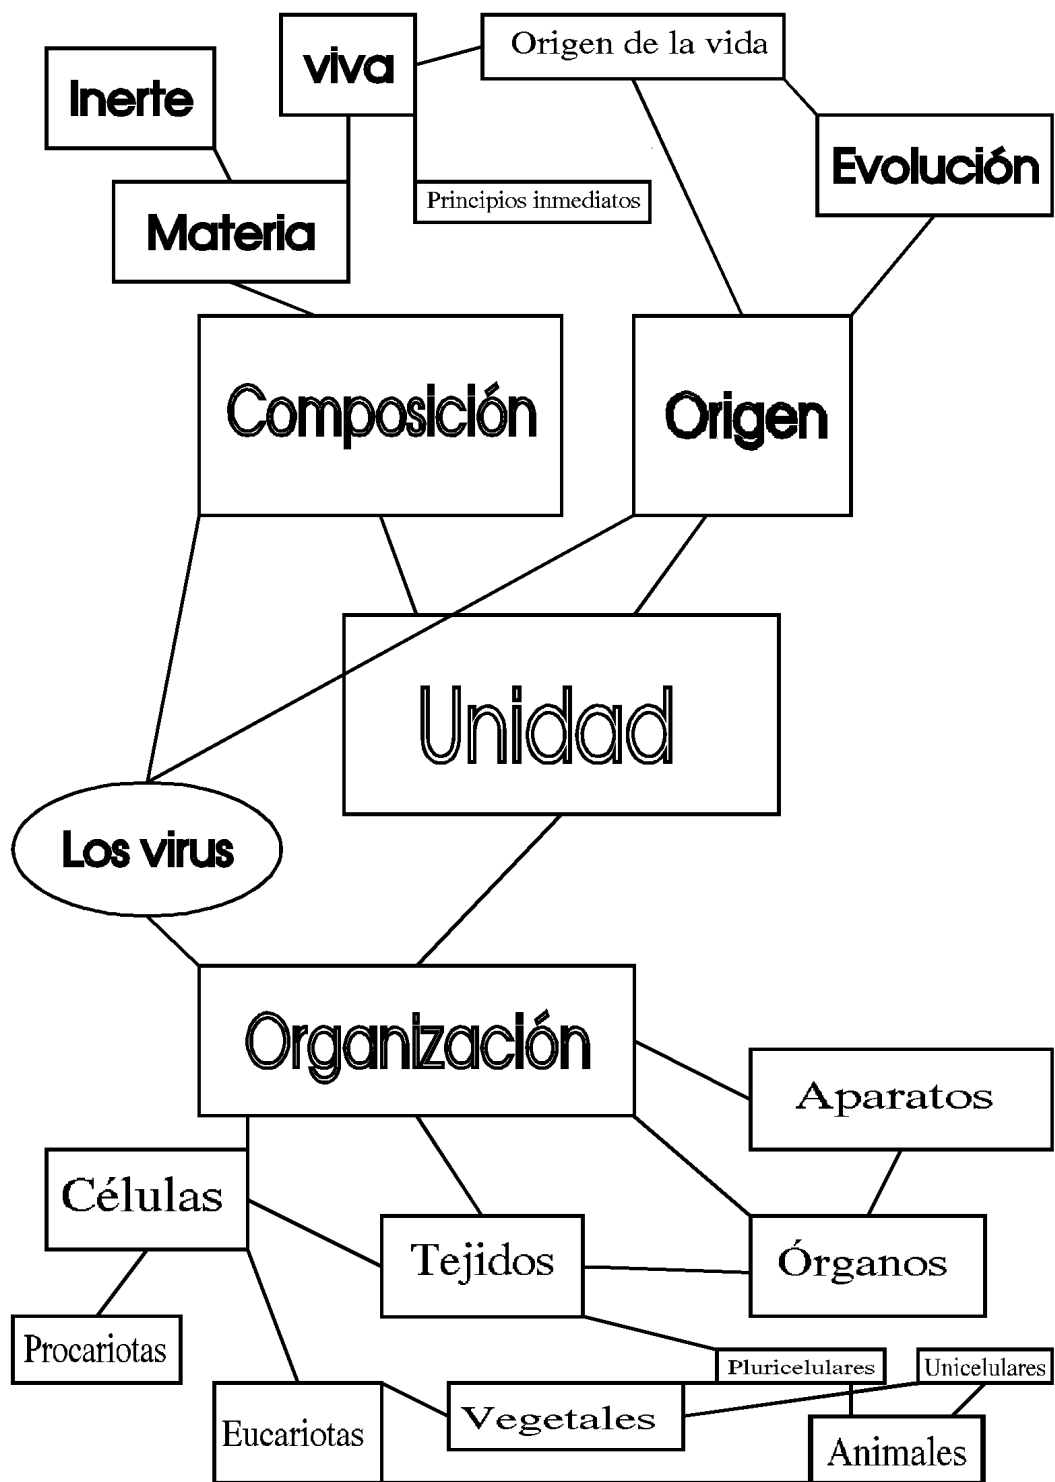 viva
Origen de la vida
Inerte
Evolución
Principios inmediatos
Materia
Composición
Origen
Unidad
Los virus
Organización
Aparatos
Células
Tejidos
Órganos
Procariotas
Pluricelulares
Unicelulares
Eucariotas
Vegetales
Animales